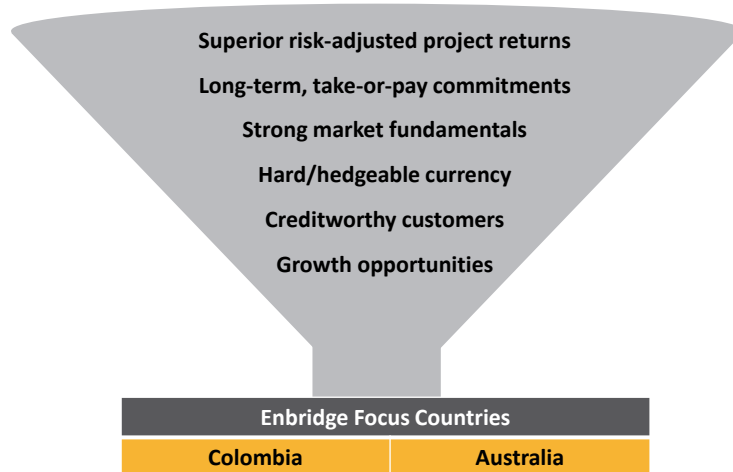 Superior risk-adjusted project returns
Long-term, take-or-pay commitments
Strong market fundamentals
Hard/hedgeable currency
Creditworthy customers
Growth opportunities
Enbridge Focus Countries
Colombia
Australia